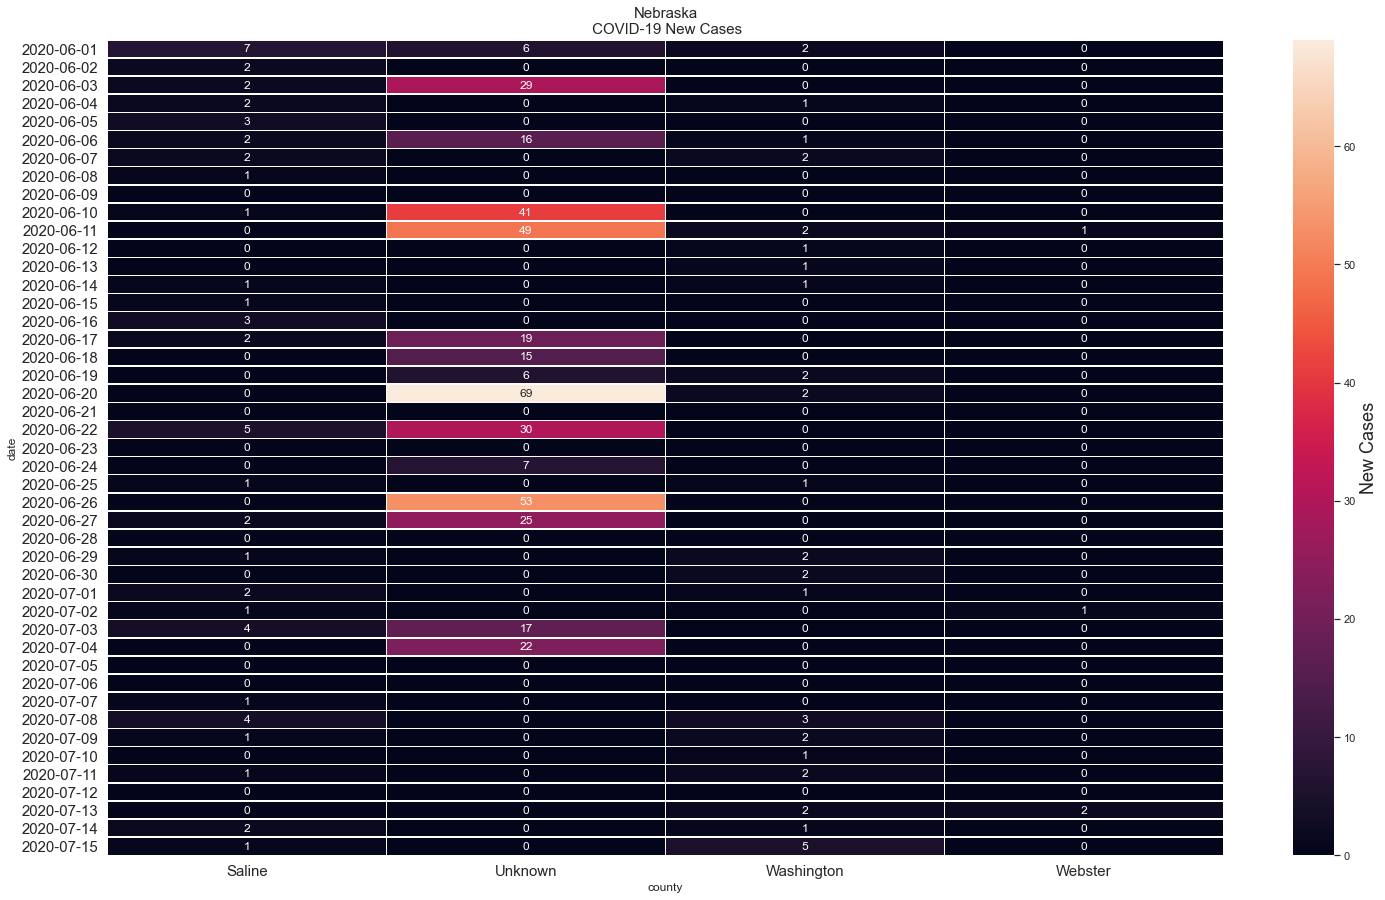 Nebraska
COVID-19 New Cases
2020-06-01 7 6 2 0
2020-06-02 2 0 0 0
2020-06-03 2 29 0 0
2020-06-04 2 0 1 0
2020-06-05 3 0 0 0
2020-06-06 2 16 1 0
2020-06-07 2 0 2 0
2020-06-08 1 0 0 0
2020-06-09 0 0 0 0
2020-06-10 1 41 0 0
2020-06-11 0 49 2 1
2020-06-12 0 0 1 0
2020-06-13 0 0 1 0
2020-06-14 1 0 1 0
2020-06-15 1 0 0 0
2020-06-16 3 0 0 0
2020-06-17 2 19 0 0
2020-06-18 0 15 0 0
2020-06-19 0 6 2 0
2020-06-20 0 69 2 0
2020-06-21 0 0 0 0
2020-06-22 5 30 0 0
2020-06-23 0 0 0 0
2020-06-24 0 7 0 0
2020-06-25 1 0 1 0
2020-06-26 0 53 0 0
2020-06-27 2 25 0 0
2020-06-28 0 0 0 0
2020-06-29 1 0 2 0
2020-06-30 0 0 2 0
2020-07-01 2 0 1 0
2020-07-02 1 0 0 1
2020-07-03 4 17 0 0
2020-07-04 0 22 0 0
2020-07-05 0 0 0 0
2020-07-06 0 0 0 0
2020-07-07 1 0 0 0
2020-07-08 4 0 3 0
2020-07-09 1 0 2 0
2020-07-10 0 0 1 0
2020-07-11 1 0 2 0
2020-07-12 0 0 0 0
2020-07-13 0 0 2 2
2020-07-14 2 0 1 0
2020-07-15 1 0 5 0
Saline Unknown Washington Webster
county
date
60
50
40
30
20
10
0
New Cases